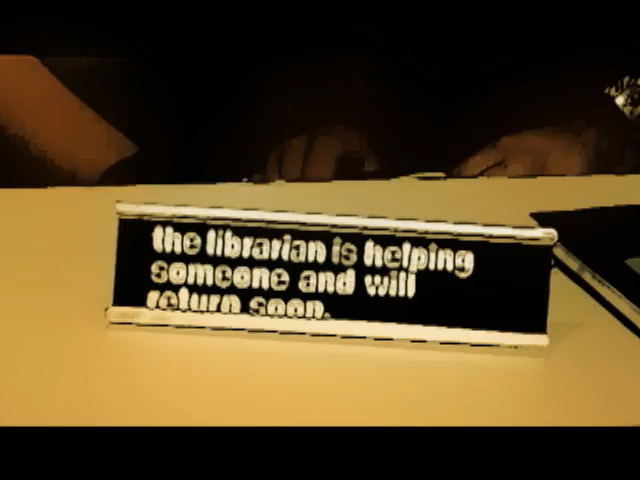 the librarian is helping
someone and will
return soon.